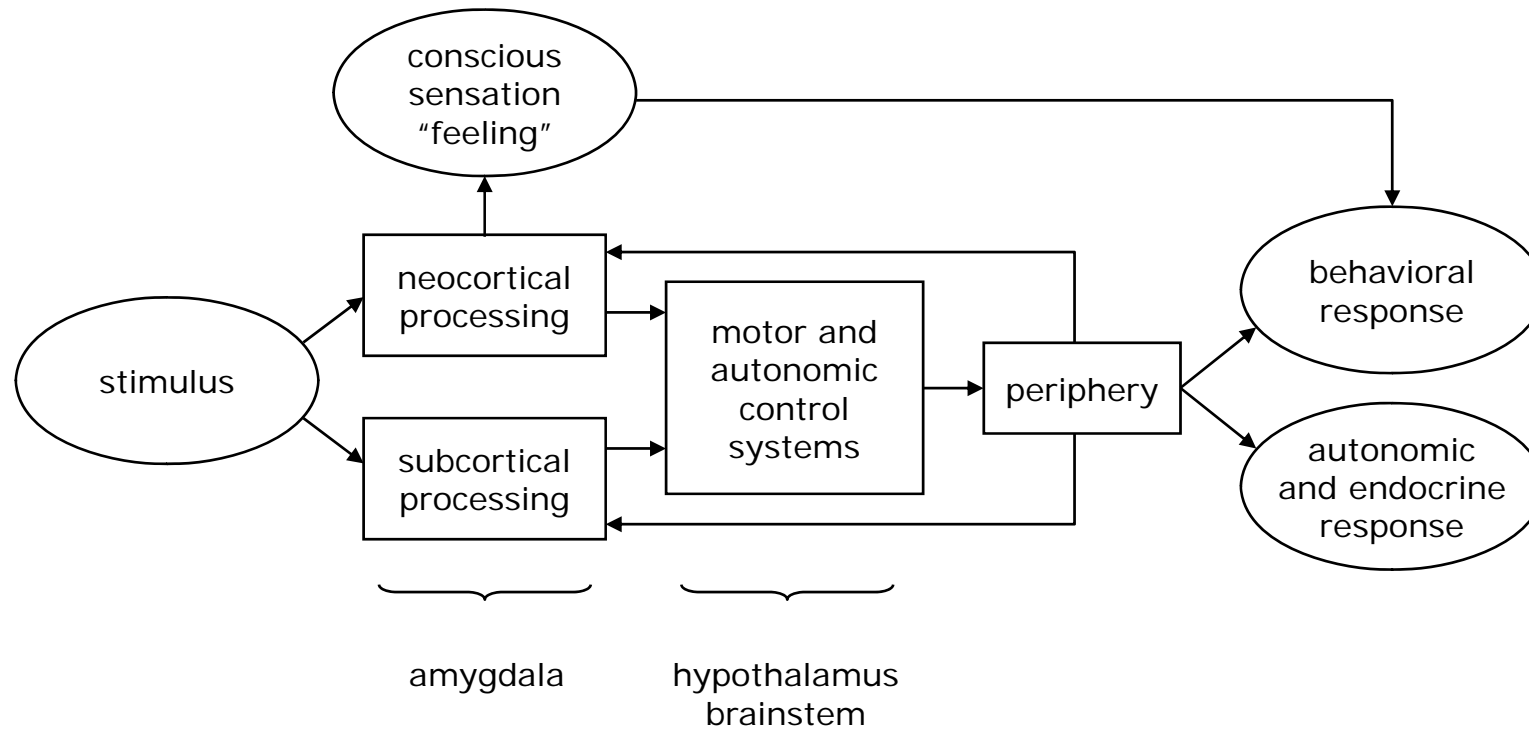 conscious
sensation
“feeling”
neocortical
processing
stimulus
subcortical
processing
motor and
autonomic
control
systems
periphery
behavioral
response
autonomic
and endocrine
response
amygdala
hypothalamus
brainstem